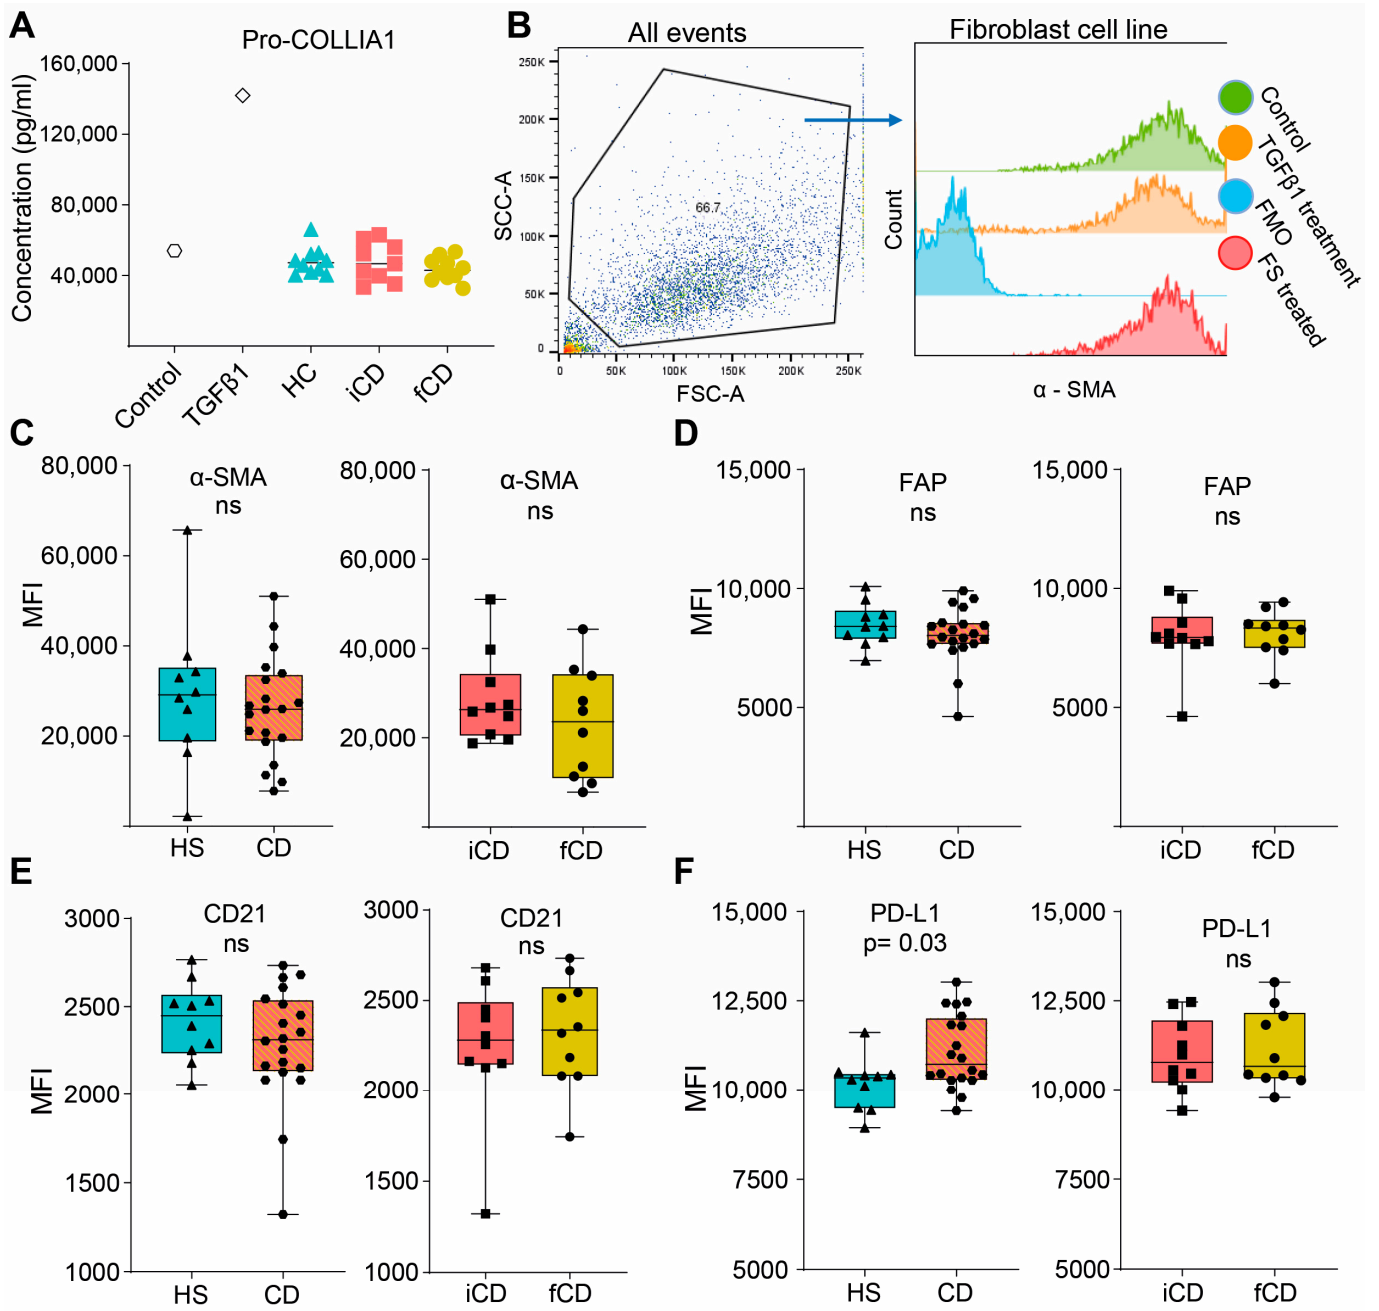 A
Pro-COLLIA1
Concentration (pg/ml)
160,000
120,000
80,000
40,000
Control
TGFβ1
HC
iCD
fCD
B
All events
SCC-A
250K
200K
150K
100K
50K
0
66.7
0
50K
100K
150K
200K
250K
FSC-A
Fibroblast cell line
Count
α - SMA
Control
TGFβ1 treatment
FMO
FS treated
C
MFI
80,000
60,000
40,000
20,000
α-SMA
ns
HS
CD
80,000
60,000
40,000
20,000
α-SMA
ns
iCD
fCD
D
MFI
15,000
10,000
5000
FAP
ns
HS
CD
15,000
10,000
5000
FAP
ns
iCD
fCD
E
MFI
3000
2500
2000
1500
1000
CD21
ns
HS
CD
3000
2500
2000
1500
1000
CD21
ns
iCD
fCD
F
MFI
15,000
12,500
10,000
7500
5000
PD-L1
p= 0.03
HS
CD
15,000
12,500
10,000
7500
5000
PD-L1
ns
iCD
fCD